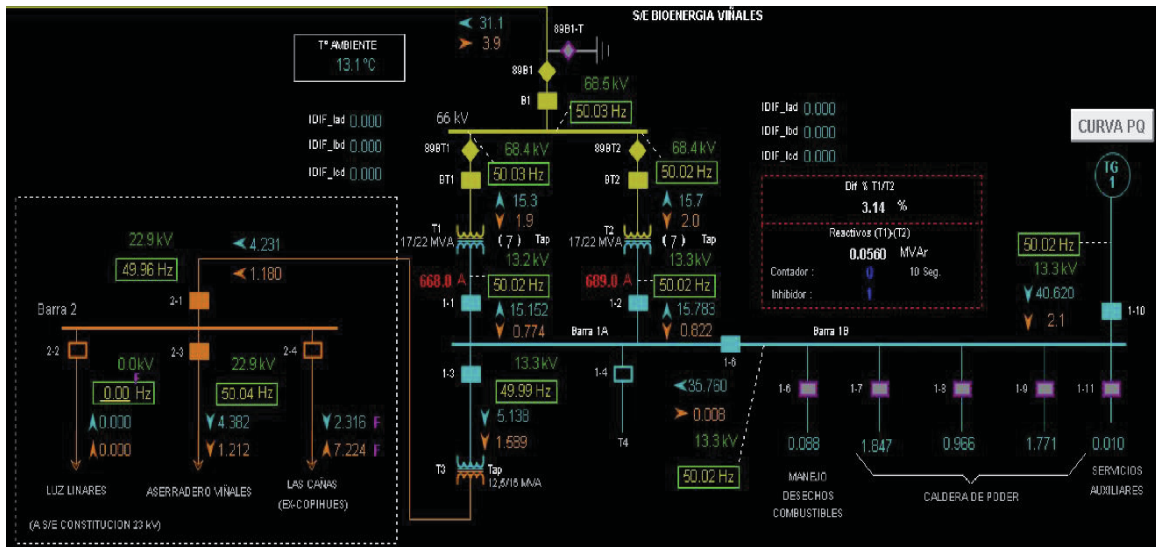 S/E BIOENERGIA VIÑALES
31.1
3.9
89B1-T
Tº AMBIENTE
13.1 ºC
89B1
68.5 kV
B1
50.03 Hz
66 kV
IDIF_Iad 0.000
IDIF_Ibd 0.000
IDIF_Icd 0.000
IDIF_Iad 0.000
IDIF_Ibd 0.000
IDIF_Icd 0.000
CURVA PQ
TG
1
89BT1
68.4 kV
50.03 Hz
BT1
15.3
1.9
89BT2
68.4 kV
50.02 Hz
BT2
15.7
2.0
Dif % T1/T2
3.14 %
Reactivos (T1)-(T2)
0.0560 MVAr
Contador : 0 10 Seg.
Inhibidor : 1
T1
17/22 MVA
(7) Tap
T2
17/22 MVA
(7) Tap
13.2 kV
668.0 A
50.02 Hz
1-1
15.152
0.774
13.3 kV
689.0 A
50.02 Hz
1-2
15.783
0.822
50.02 Hz
13.3 kV
40.620
2.1
1-10
22.9 kV
49.96 Hz
4.231
1.180
2-1
Barra 2
Barra 1A
Barra 1B
2-2
2-3
2-4
0.0 kV
F
0.00 Hz
0.000
0.000
22.9 kV
50.04 Hz
4.382
1.212
2.316 F
7.224 F
1-3
13.3 kV
49.99 Hz
5.138
1.589
T3
Tap
12,5/16 MVA
1-4
T4
1-5
35.760
0.008
13.3 kV
50.02 Hz
1-6
1-7
1-8
1-9
1-11
0.088
1.847
0.966
1.771
0.010
LUZ LINARES
ASERRADERO VIÑALES
LAS CAÑAS
(EX-COPIHUES)
(A S/E CONSTITUCION 23 kV)
MANEJO
DESECHOS
COMBUSTIBLES
CALDERA DE PODER
SERVICIOS
AUXILIARES